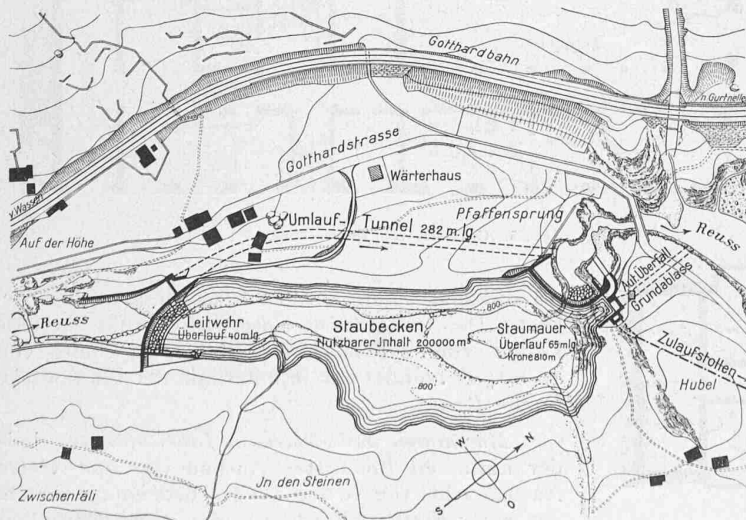 Gotthardbahn
n. Gurtnellen
Gotthardstrasse
Wärterhaus
v. Wassen
Auf der Höhe
Umlauf-Tunnel 282 m. lg.
Pfaffensprung
Reuss
Aut. Überfall
Grundablass
Reuss
Leitwehr
Überlauf 40 m lg
Staubecken
Nutzbarer Jnhalt 200000 m³
800
Staumauer
Überlauf 65 m lg
Krone 810 m
Zulaufstollen
Hubel
800
Zwischentäli
Jn den Steinen
W
N
S
O